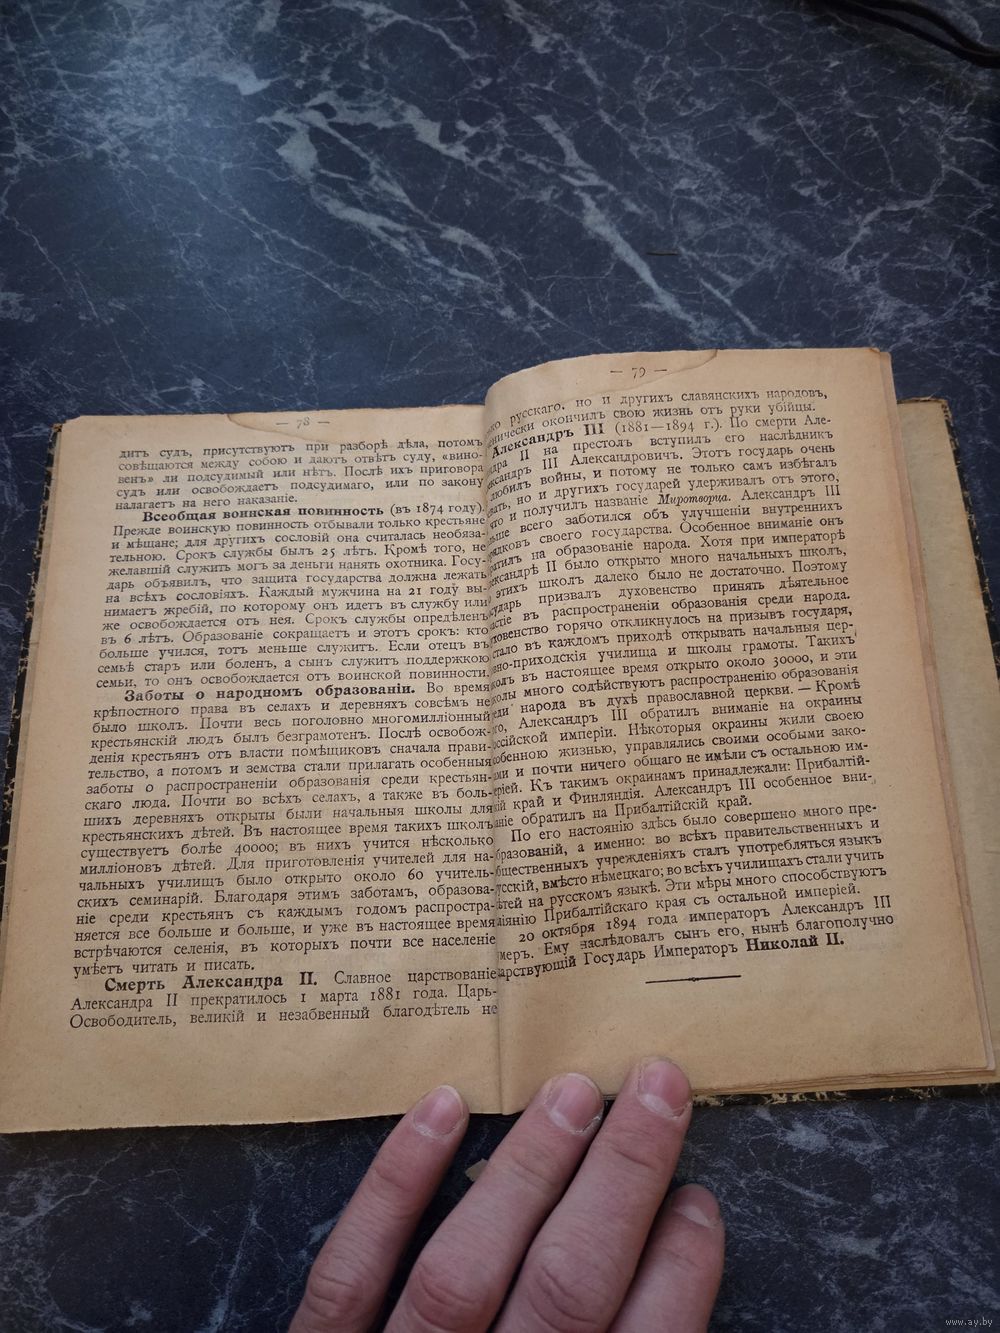 — 78 —
дитъ судъ, присутствуютъ при разборѣ дѣла, потомъ
совѣщаются между собою и даютъ отвѣтъ суду, «вино-
венъ» ли подсудимый или нѣтъ. Послѣ ихъ приговора
судъ или освобождаетъ подсудимаго, или по закону
налагаетъ на него наказаніе.
Всеобщая воинская повинность (въ 1874 году).
Прежде воинскую повинность отбывали только крестьяне
и мѣщане; для другихъ сословій она считалась необяза-
тельною. Срокъ службы былъ 25 лѣтъ. Кромѣ того, не
желавшій служить могъ за деньги нанять охотника. Госу-
дарь объявилъ, что защита государства должна лежать
на всѣхъ сословіяхъ. Каждый мужчина на 21 году вы-
нимаетъ жребій, по которому онъ идетъ въ службу или
же освобождается отъ нея. Срокъ службы опредѣленъ
въ 6 лѣтъ. Образованіе сокращаетъ и этотъ срокъ: кто
больше учился, тотъ меньше служитъ. Если отецъ въ
семьѣ старъ или боленъ, а сынъ служитъ поддержкою
семьи, то онъ освобождается отъ воинской повинности.
Заботы о народномъ образованіи. Во время
крѣпостного права въ селахъ и деревняхъ совсѣмъ не
было школъ. Почти весь поголовно многомилліонный
крестьянскій людъ былъ безграмотенъ. Послѣ освобож-
денія крестьянъ отъ власти помѣщиковъ сначала прави-
тельство, а потомъ и земства стали прилагать особенныя
заботы о распространеніи образованія среди крестьян-
скаго люда. Почти во всѣхъ селахъ, а также въ боль-
шихъ деревняхъ открыты были начальныя школы для
крестьянскихъ дѣтей. Въ настоящее время такихъ школъ
существуетъ болѣе 40000; въ нихъ учится нѣсколько
милліоновъ дѣтей. Для приготовленія учителей для на-
чальныхъ училищъ было открыто около 60 учитель-
скихъ семинарій. Благодаря этимъ заботамъ, образова-
ніе среди крестьянъ съ каждымъ годомъ распростра-
няется все больше и больше, и уже въ настоящее время
встрѣчаются селенія, въ которыхъ почти все населеніе
умѣетъ читать и писать.
Смерть Александра II. Славное царствованіе
Александра II прекратилось 1 марта 1881 года. Царь-
Освободитель, великій и незабвенный благодѣтель не
— 79 —
русскаго, но и другихъ славянскихъ народовъ,
окончилъ свою жизнь отъ руки убійцы.
Александръ III (1881—1894 г.). По смерти Але-
II на престолъ вступилъ его наслѣдникъ
III Александровичъ. Этотъ государь очень
войны, и потому не только самъ избѣгалъ
но и другихъ государей удерживалъ отъ этого,
и получилъ названіе Миротворца. Александръ III
всего заботился объ улучшеніи внутреннихъ
своего государства. Особенное вниманіе онъ
на образованіе народа. Хотя при императорѣ
II было открыто много начальныхъ школъ,
этихъ школъ далеко было не достаточно. Поэтому
призвалъ духовенство принять дѣятельное
въ распространеніи образованія среди народа.
горячо откликнулось на призывъ государя,
стало въ каждомъ приходѣ открывать начальныя цер-
приходскія училища и школы грамоты. Такихъ
въ настоящее время открыто около 30000, и эти
много содѣйствуютъ распространенію образованія
народа въ духѣ православной церкви. — Кромѣ
Александръ III обратилъ вниманіе на окраины
имперіи. Нѣкоторыя окраины жили своею
жизнью, управлялись своими особыми зако-
и почти ничего общаго не имѣли съ остальною им-
Къ такимъ окраинамъ принадлежали: Прибалтій-
край и Финляндія. Александръ III особенное вни-
обратилъ на Прибалтійскій край.
По его настоянію здѣсь было совершено много пре-
образованій, а именно: во всѣхъ правительственныхъ и
общественныхъ учрежденіяхъ сталъ употребляться языкъ
русскій, вмѣсто нѣмецкаго; во всѣхъ училищахъ стали учить
дѣтей на русскомъ языкѣ. Эти мѣры много способствуютъ
Прибалтійскаго края съ остальной имперіей.
20 октября 1894 года императоръ Александръ III
умеръ. Ему наслѣдовалъ сынъ его, нынѣ благополучно
царствующій Государь Императоръ Николай II.
www.ay.by